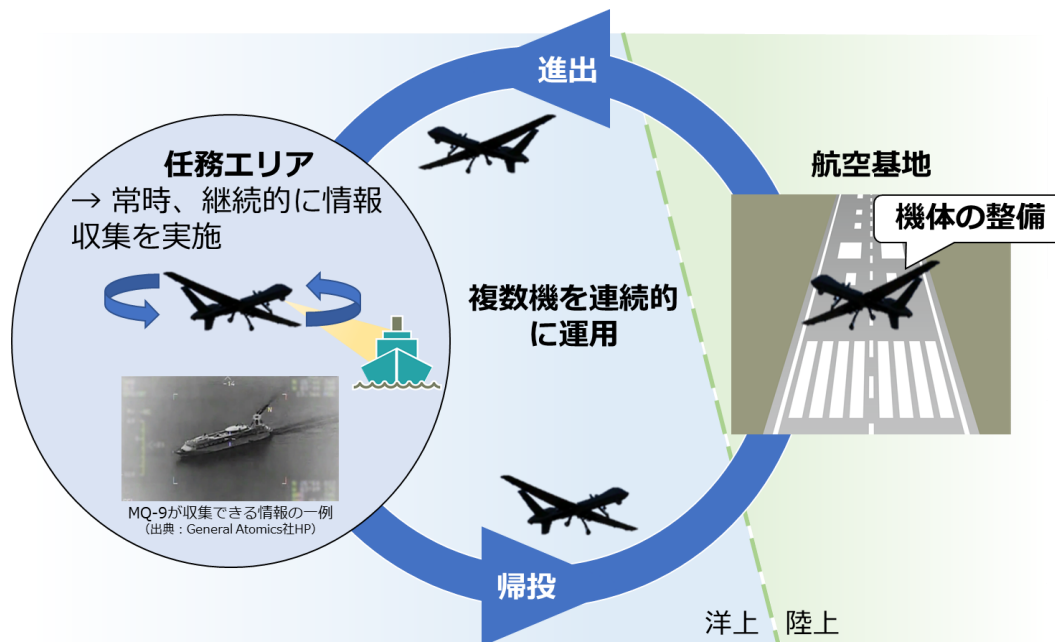 進出
任務エリア
→ 常時、継続的に情報
収集を実施
航空基地
機体の整備
複数機を連続的
に運用
MQ-9が収集できる情報の一例
（出典：General Atomics社HP）
帰投
洋上
陸上